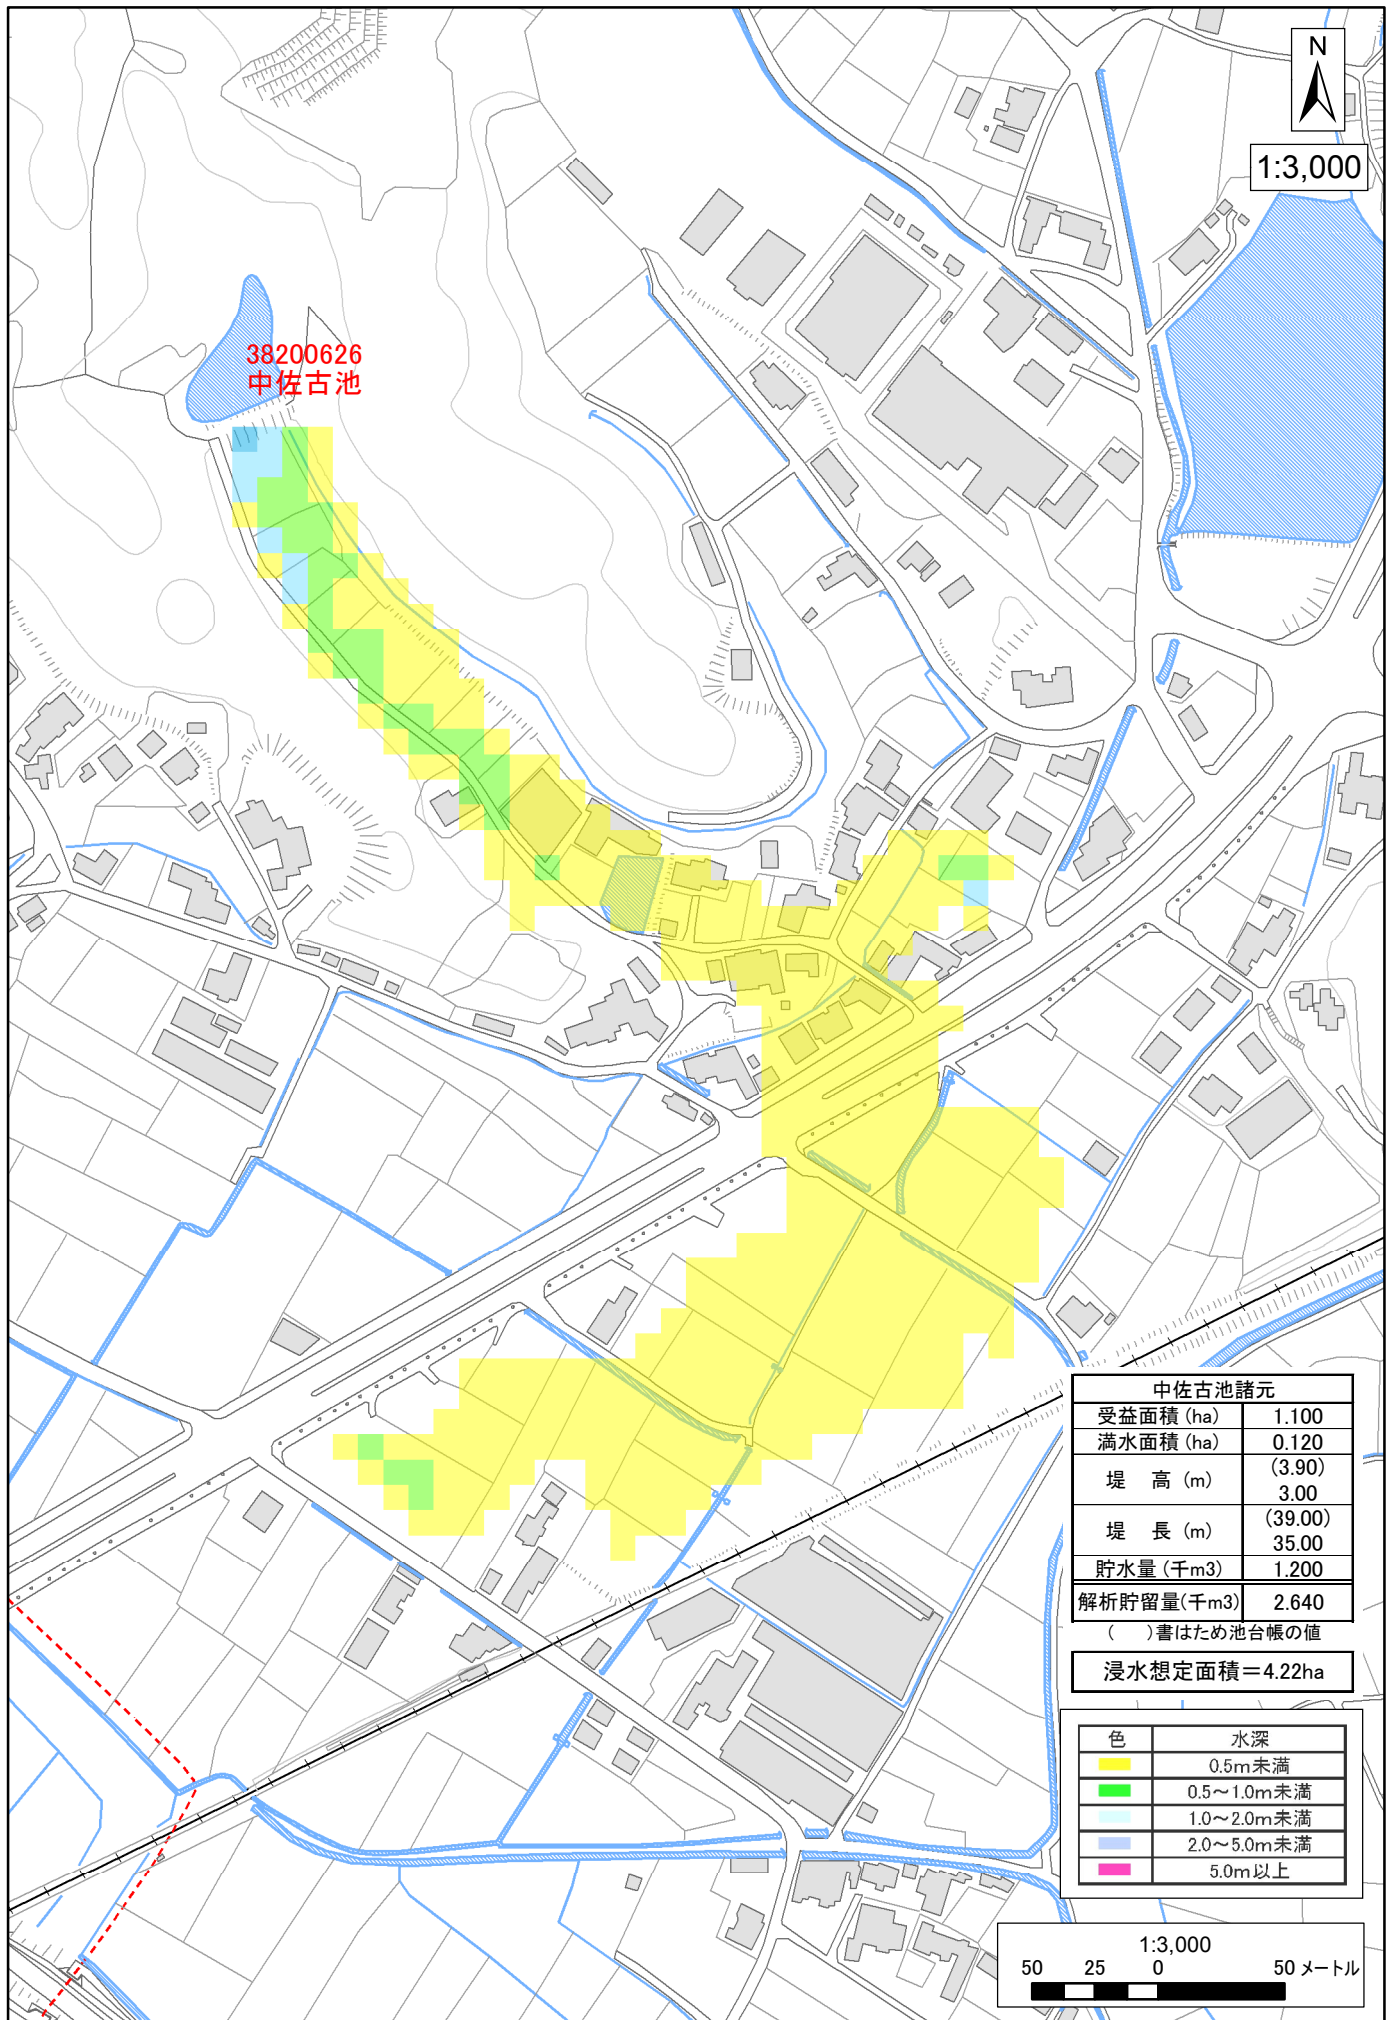 N
1:3,000
38200626
中佐古池
中佐古池諸元
受益面積 (ha) 1.100
満水面積 (ha) 0.120
堤 高 (m) (3.90) 3.00
堤 長 (m) (39.00) 35.00
貯水量 (千m3) 1.200
解析貯留量(千m3) 2.640
( )書はため池台帳の値
浸水想定面積＝4.22ha
色 水深
0.5m未満
0.5～1.0m未満
1.0～2.0m未満
2.0～5.0m未満
5.0m以上
1:3,000
50 25 0 50 メートル